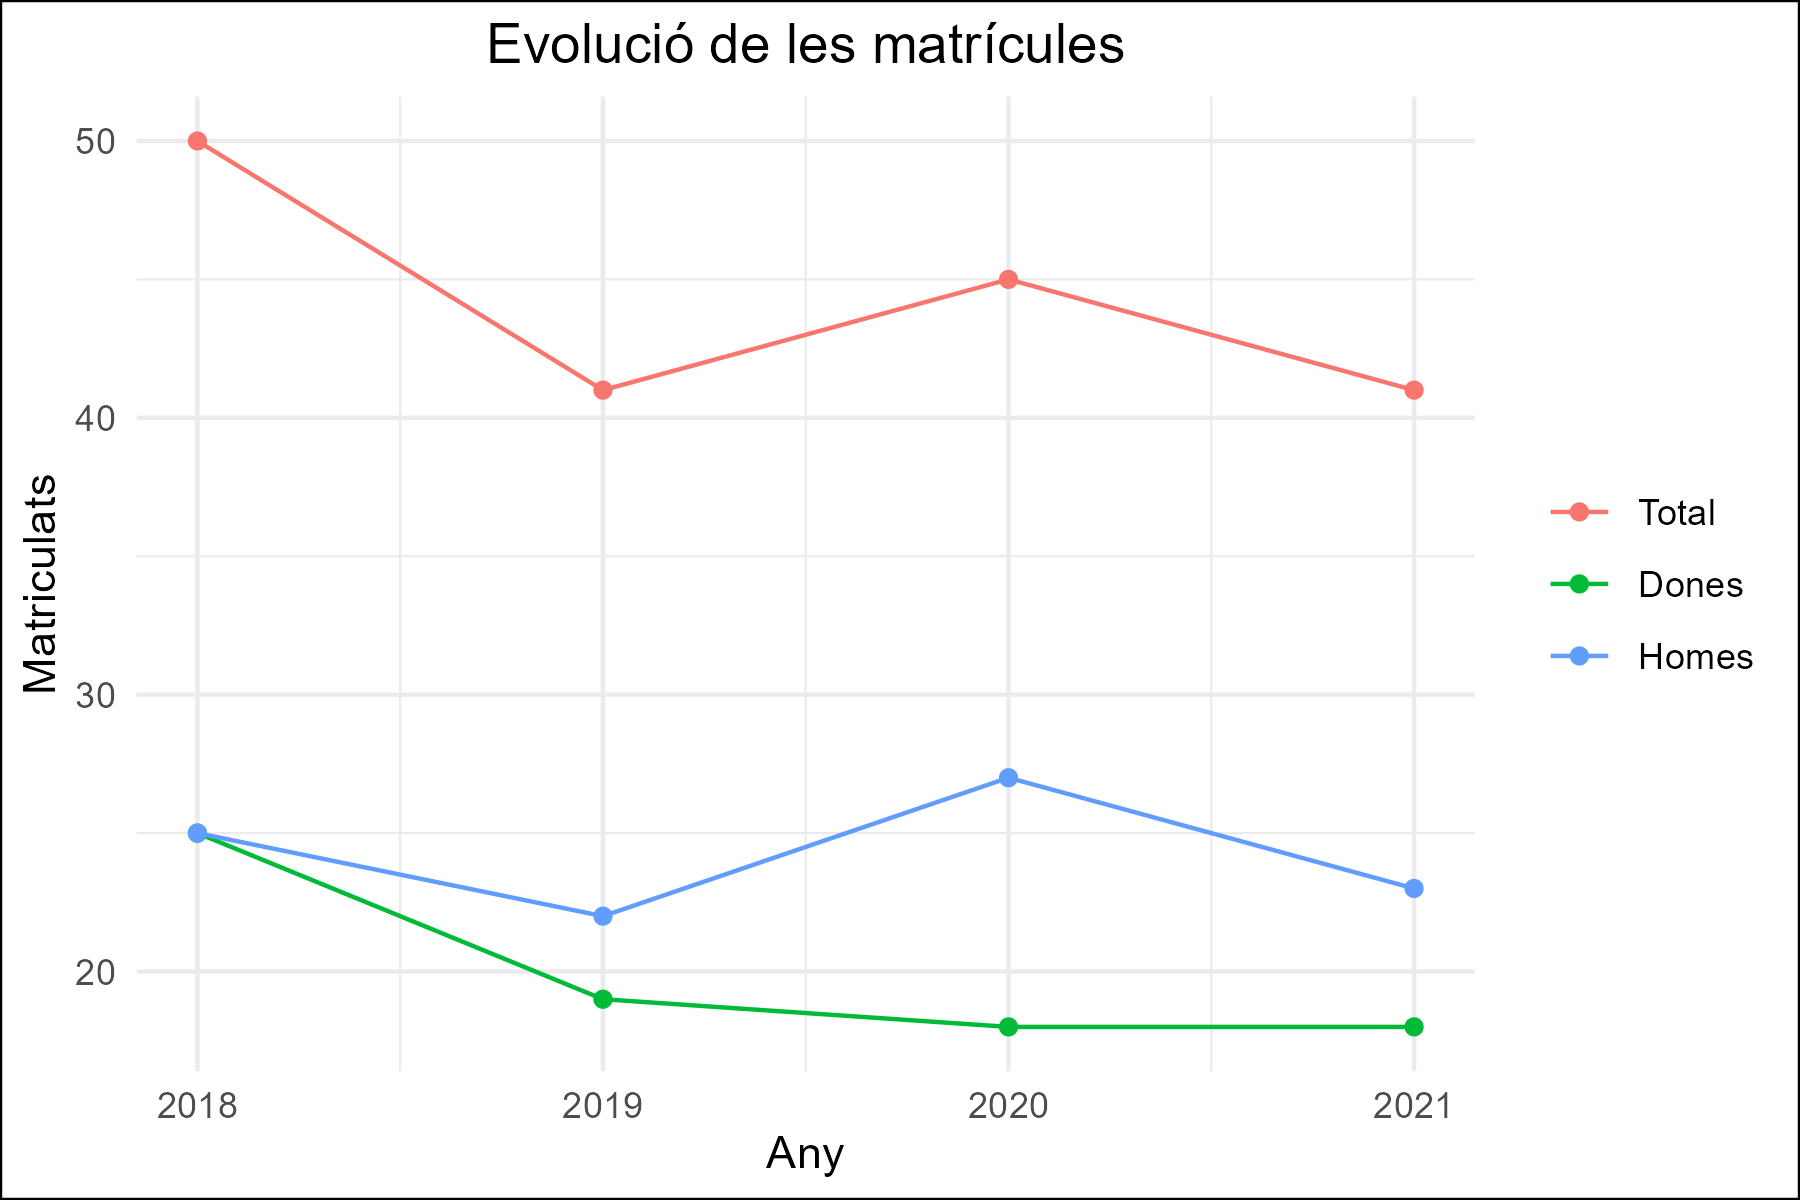 Evolució de les matrícules
Matriculats
50
40
30
20
2018 2019 2020 2021
Any
Total
Dones
Homes